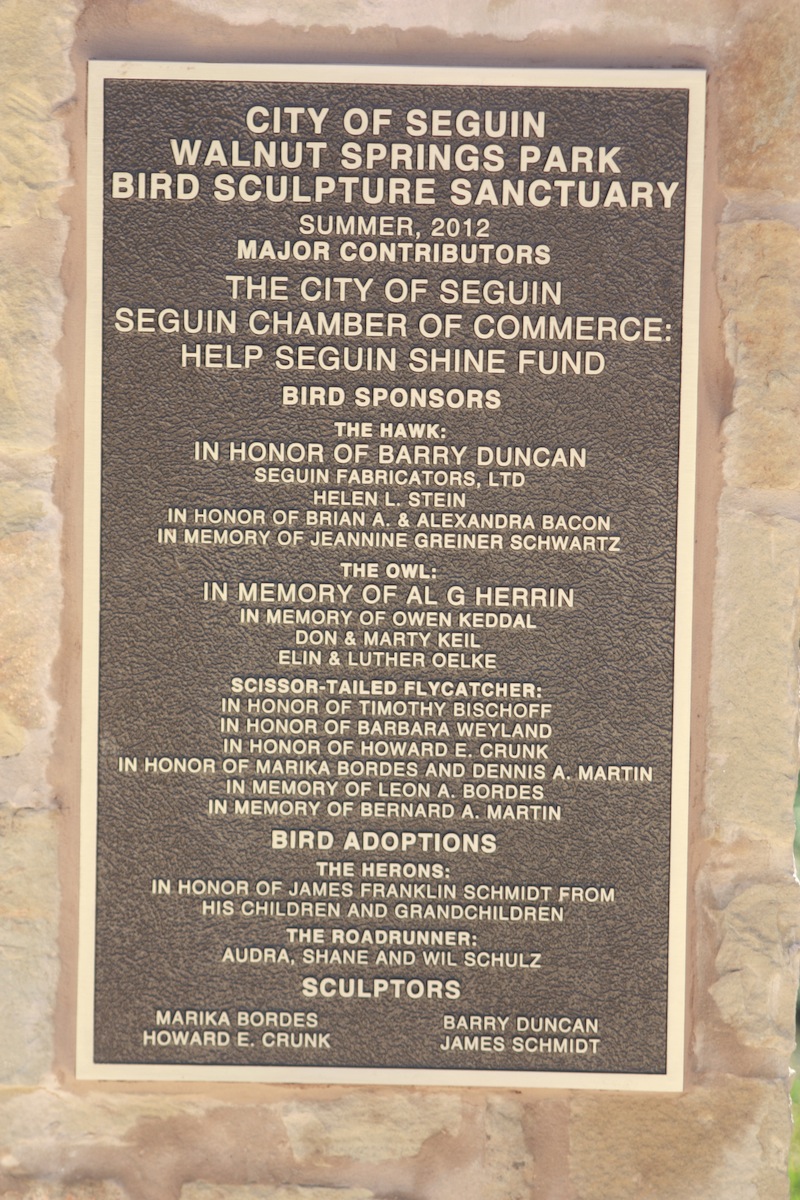 CITY OF SEGUIN
WALNUT SPRINGS PARK
BIRD SCULPTURE SANCTUARY
SUMMER, 2012
MAJOR CONTRIBUTORS
THE CITY OF SEGUIN
SEGUIN CHAMBER OF COMMERCE:
HELP SEGUIN SHINE FUND
BIRD SPONSORS
THE HAWK:
IN HONOR OF BARRY DUNCAN
SEGUIN FABRICATORS, LTD
HELEN L. STEIN
IN HONOR OF BRIAN A. & ALEXANDRA BACON
IN MEMORY OF JEANNINE GREINER SCHWARTZ
THE OWL:
IN MEMORY OF AL G HERRIN
IN MEMORY OF OWEN KEDDAL
DON & MARTY KEIL
ELIN & LUTHER OELKE
SCISSOR-TAILED FLYCATCHER:
IN HONOR OF TIMOTHY BISCHOFF
IN HONOR OF BARBARA WEYLAND
IN HONOR OF HOWARD E. CRUNK
IN HONOR OF MARIKA BORDES AND DENNIS A. MARTIN
IN MEMORY OF LEON A. BORDES
IN MEMORY OF BERNARD A. MARTIN
BIRD ADOPTIONS
THE HERONS:
IN HONOR OF JAMES FRANKLIN SCHMIDT FROM
HIS CHILDREN AND GRANDCHILDREN
THE ROADRUNNER:
AUDRA, SHANE AND WIL SCHULZ
SCULPTORS
MARIKA BORDES BARRY DUNCAN
HOWARD E. CRUNK JAMES SCHMIDT